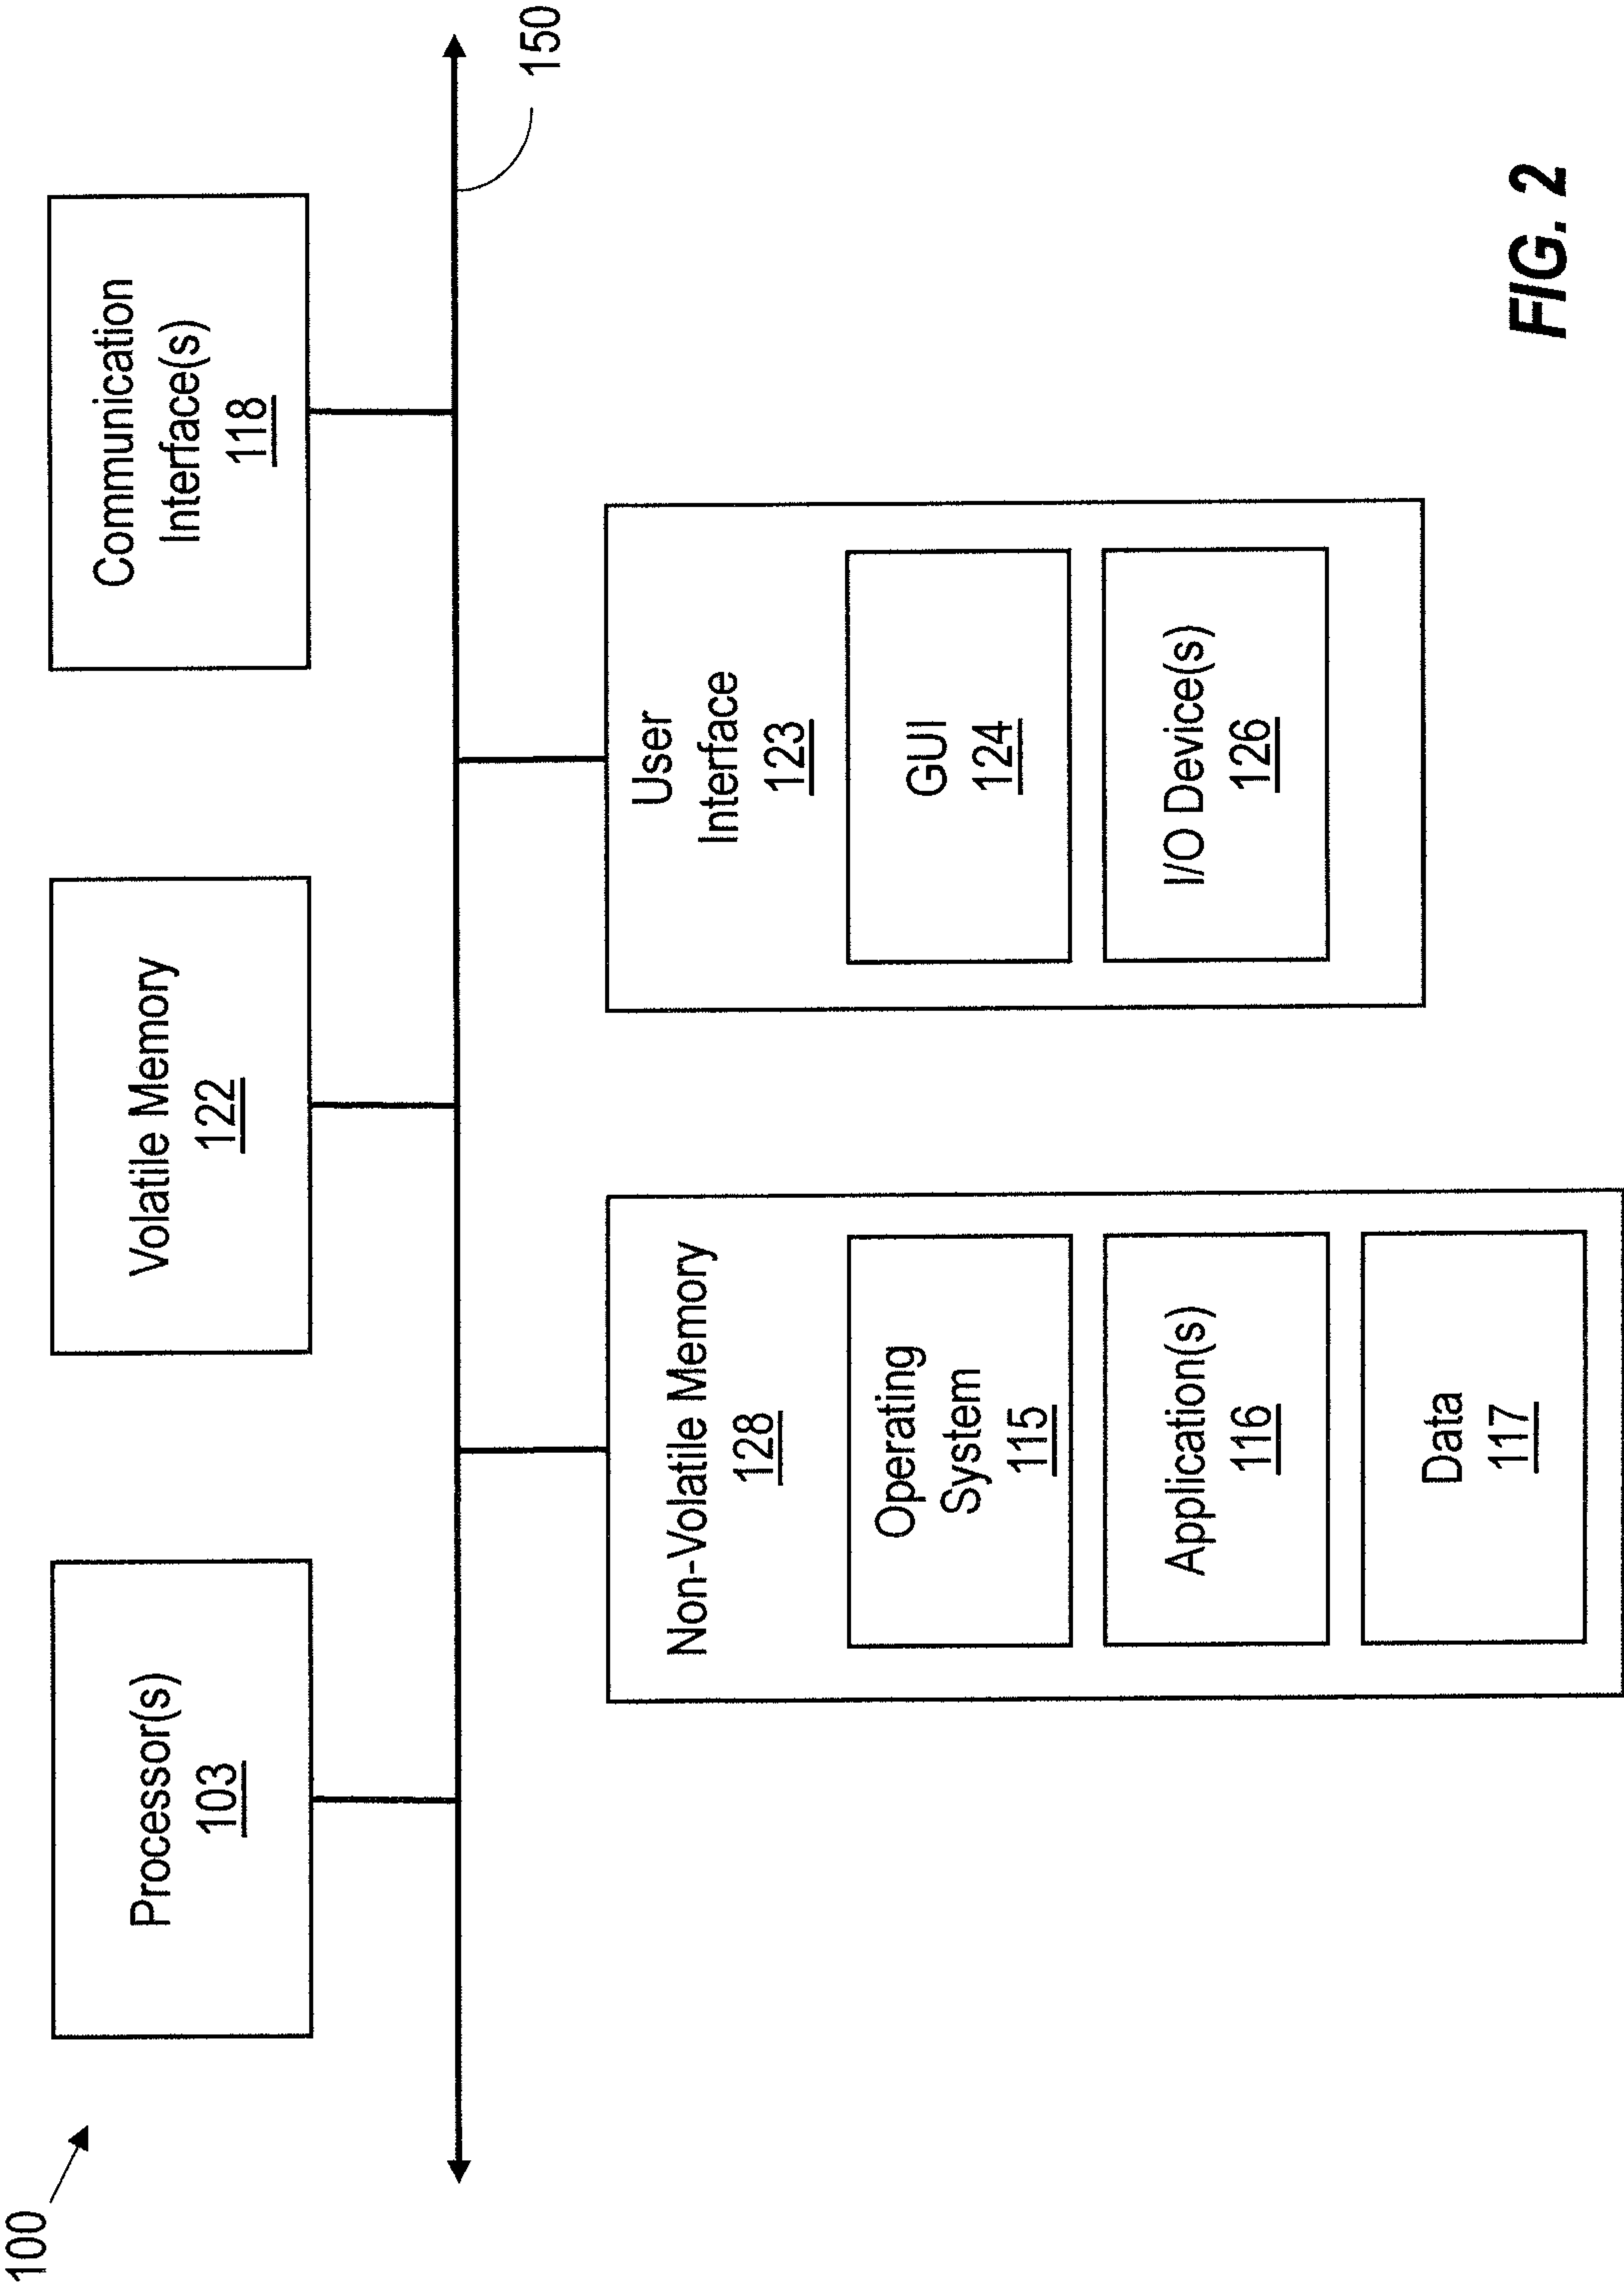 100
Processor(s)
103
Volatile Memory
122
Communication
Interface(s)
118
150
Non-Volatile Memory
128
Operating
System
115
Application(s)
116
Data
117
User
Interface
123
GUI
124
I/O Device(s)
126
FIG. 2